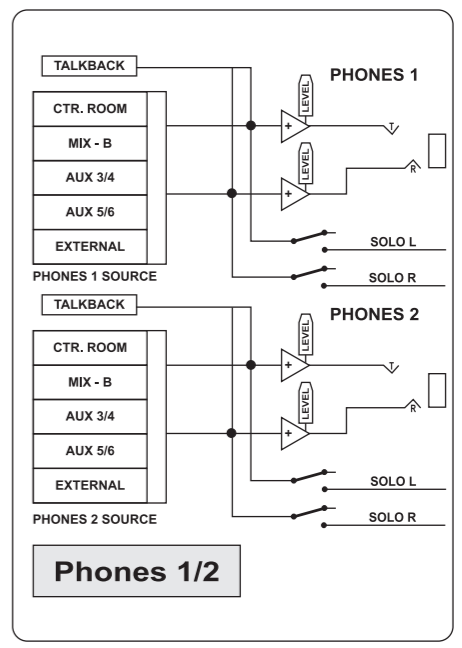 TALKBACK
PHONES 1
LEVEL
CTR. ROOM
+
T
MIX - B
LEVEL
AUX 3/4
+
R
AUX 5/6
EXTERNAL
SOLO L
PHONES 1 SOURCE
SOLO R
TALKBACK
PHONES 2
LEVEL
CTR. ROOM
+
T
MIX - B
LEVEL
AUX 3/4
+
R
AUX 5/6
EXTERNAL
SOLO L
PHONES 2 SOURCE
SOLO R
Phones 1/2